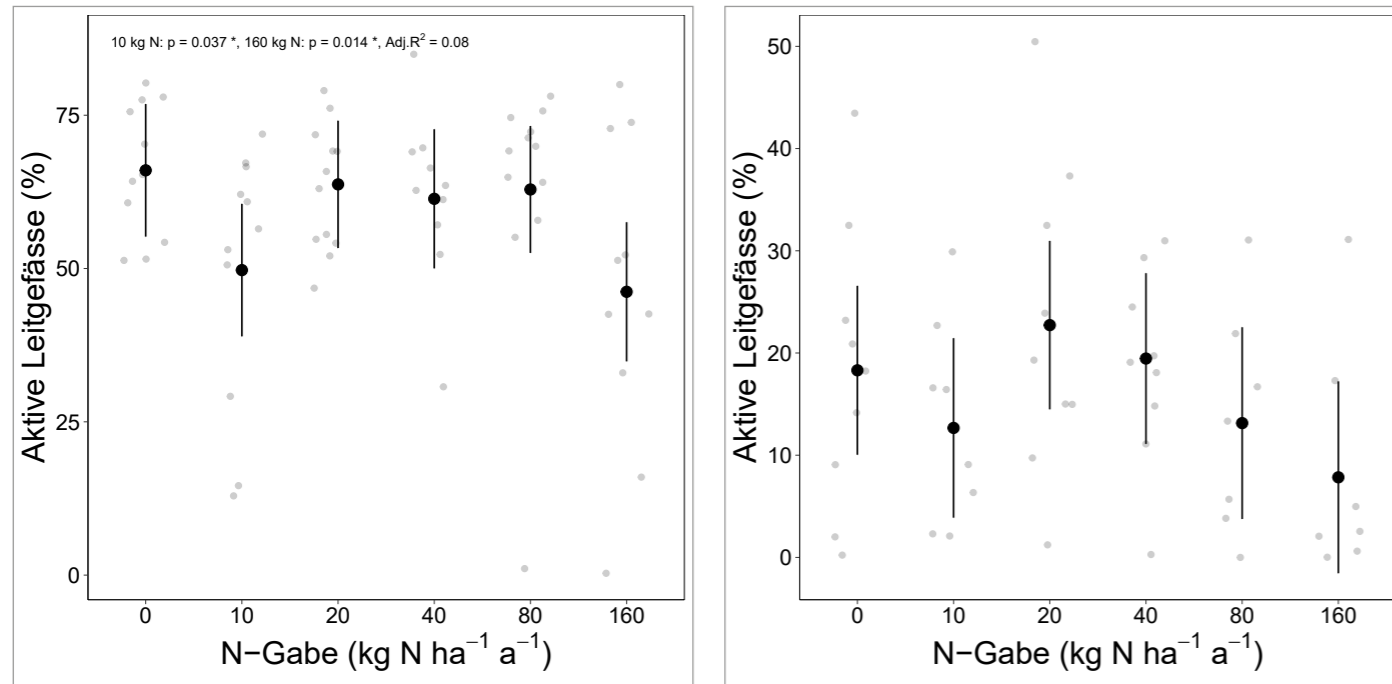 10 kg N: p = 0.037 *, 160 kg N: p = 0.014 *, Adj.R² = 0.08
Aktive Leitgefässe (%)
75
50
25
0
0 10 20 40 80 160
N−Gabe (kg N ha⁻¹ a⁻¹)
Aktive Leitgefässe (%)
50
40
30
20
10
0
0 10 20 40 80 160
N−Gabe (kg N ha⁻¹ a⁻¹)